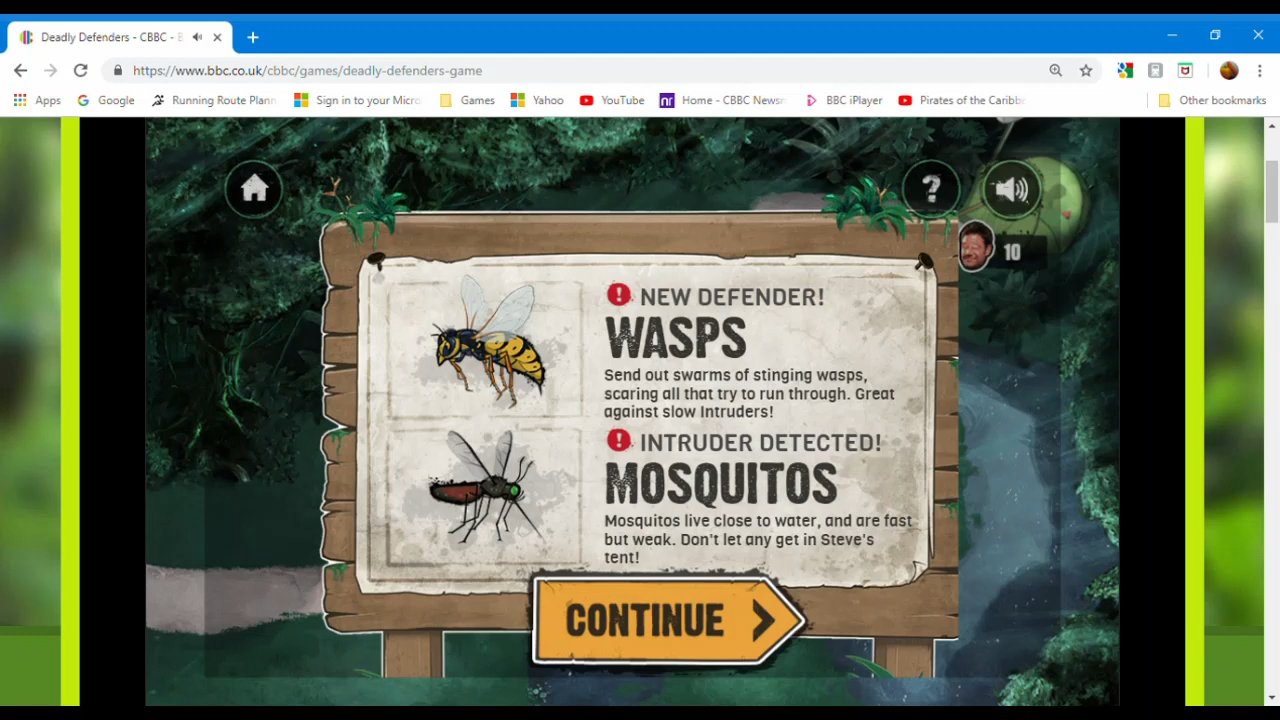 Deadly Defenders - CBBC - B
https://www.bbc.co.uk/cbbc/games/deadly-defenders-game
Apps Google Running Route Plann Sign in to your Micro Games Yahoo YouTube nr Home - CBBC Newsr BBC iPlayer Pirates of the Caribbe Other bookmarks
?
10
! NEW DEFENDER!
WASPS
Send out swarms of stinging wasps,
scaring all that try to run through. Great
against slow Intruders!
! INTRUDER DETECTED!
MOSQUITOS
Mosquitos live close to water, and are fast
but weak. Don't let any get in Steve's
tent!
CONTINUE